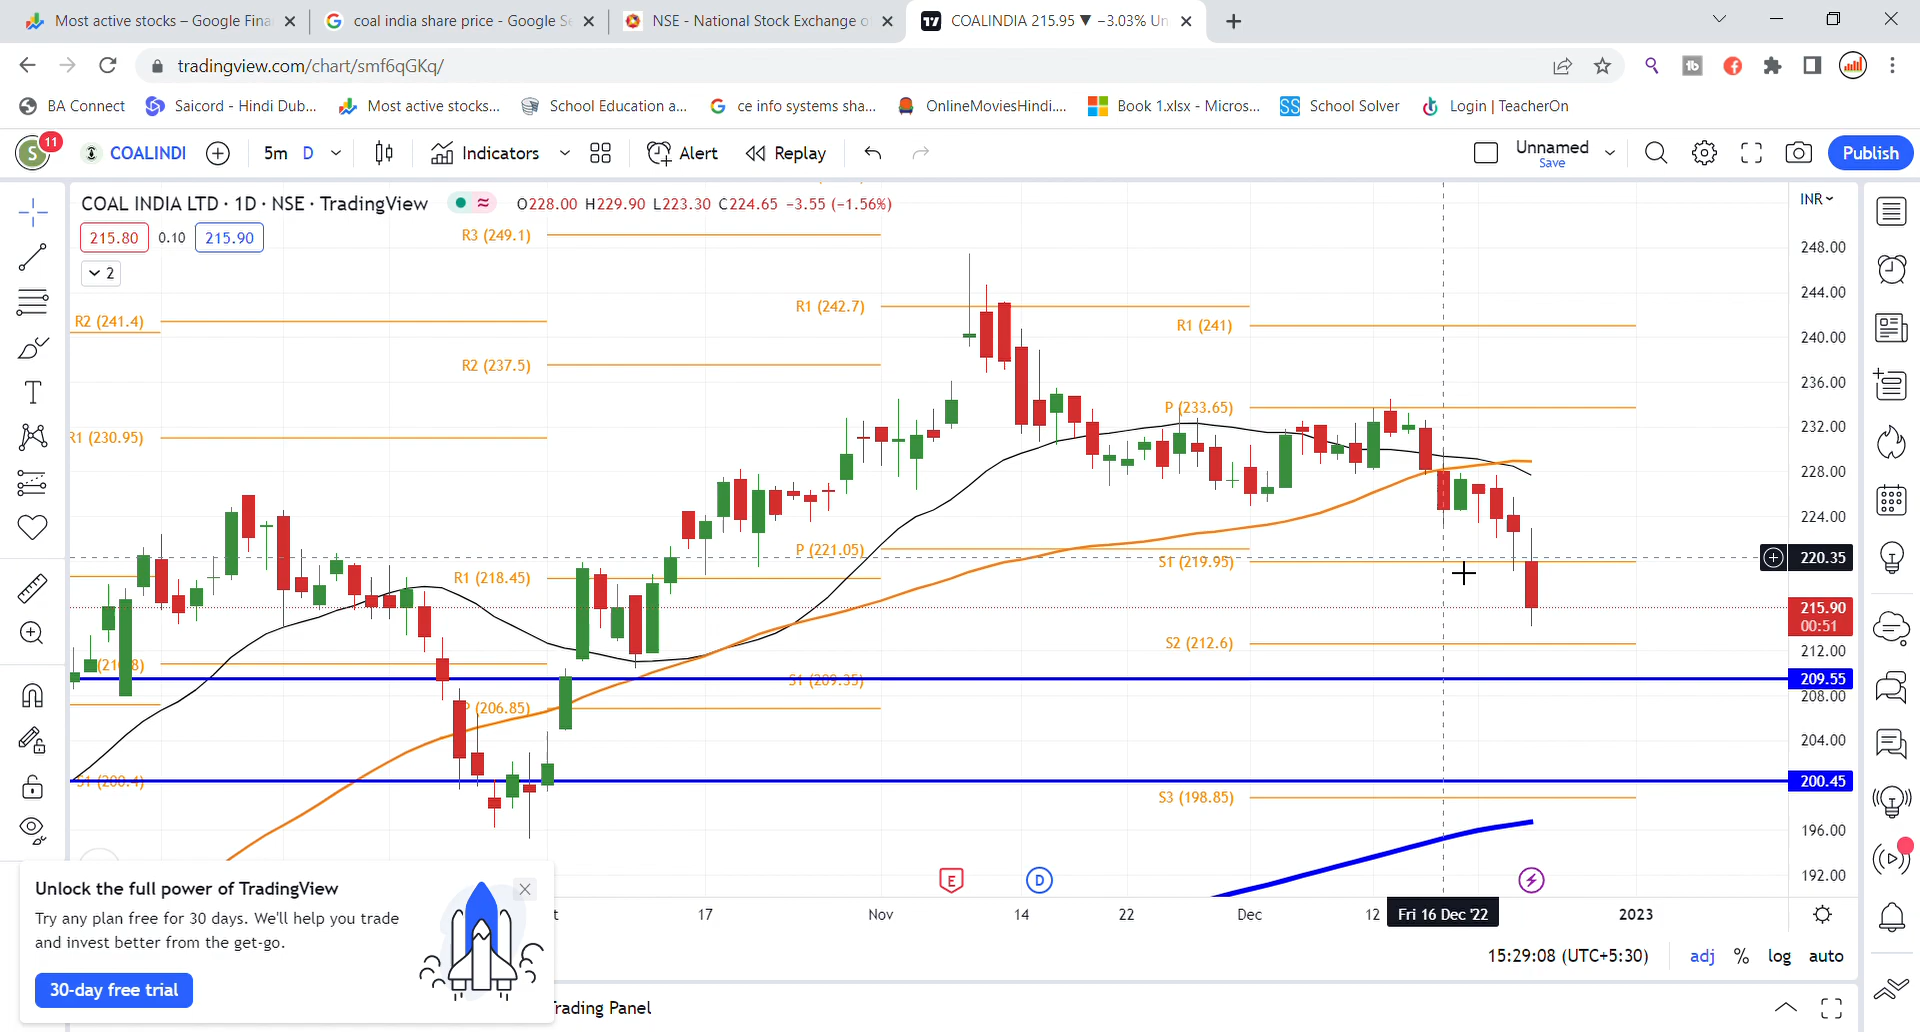 Most active stocks – Google Fina
coal india share price - Google Se
NSE - National Stock Exchange o
COALINDIA 215.95 ▼ −3.03% Un
tradingview.com/chart/smf6qGKq/
BA Connect
Saicord - Hindi Dub...
Most active stocks...
School Education a...
ce info systems sha...
OnlineMoviesHindi....
Book 1.xlsx - Micros...
School Solver
Login | TeacherOn
S 11
COALINDI
5m D
Indicators
Alert
Replay
Unnamed
Save
Publish
COAL INDIA LTD · 1D · NSE · TradingView
O228.00 H229.90 L223.30 C224.65 −3.55 (−1.56%)
INR
215.80 0.10 215.90
2
R3 (249.1)
248.00
244.00
R1 (242.7)
R2 (241.4)
R1 (241)
240.00
R2 (237.5)
236.00
P (233.65)
232.00
R1 (230.95)
228.00
224.00
P (221.05)
220.35
S1 (219.95)
R1 (218.45)
215.90
00:51
S2 (212.6)
212.00
S1 (209.35)
209.55
208.00
P (206.85)
204.00
S1 (200.4)
200.45
S3 (198.85)
196.00
192.00
E
D
17
Nov
14
22
Dec
12
Fri 16 Dec '22
2023
Unlock the full power of TradingView
Try any plan free for 30 days. We'll help you trade
and invest better from the get-go.
30-day free trial
15:29:08 (UTC+5:30)
adj % log auto
Trading Panel